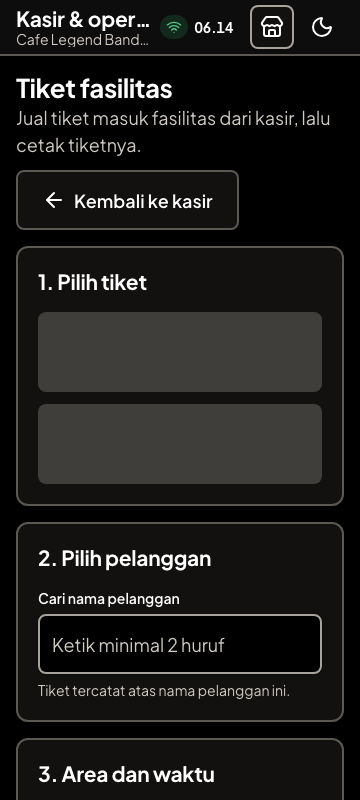 Kasir & oper...
Cafe Legend Band...
06.14
Tiket fasilitas
Jual tiket masuk fasilitas dari kasir, lalu
cetak tiketnya.
Kembali ke kasir
1. Pilih tiket
2. Pilih pelanggan
Cari nama pelanggan
Ketik minimal 2 huruf
Tiket tercatat atas nama pelanggan ini.
3. Area dan waktu